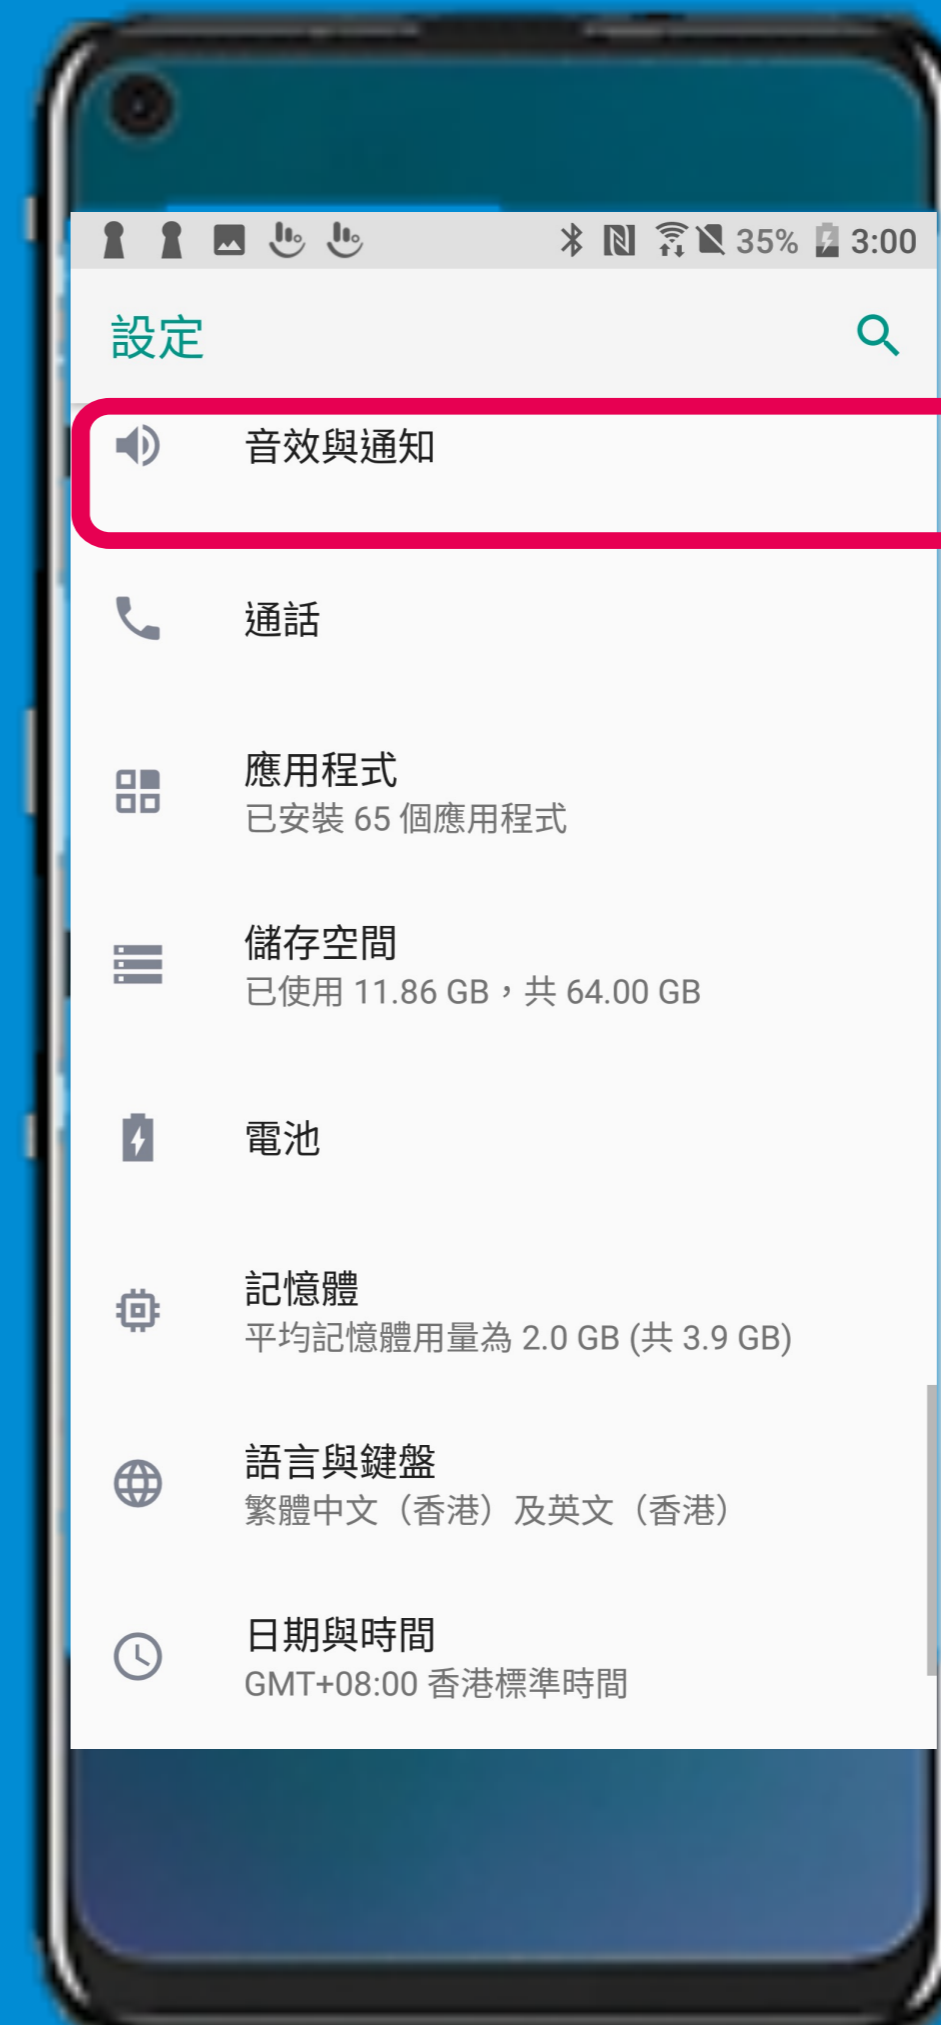 35% 3:00
設定
音效與通知
通話
應用程式
已安裝 65 個應用程式
儲存空間
已使用 11.86 GB，共 64.00 GB
電池
記憶體
平均記憶體用量為 2.0 GB (共 3.9 GB)
語言與鍵盤
繁體中文（香港）及英文（香港）
日期與時間
GMT+08:00 香港標準時間